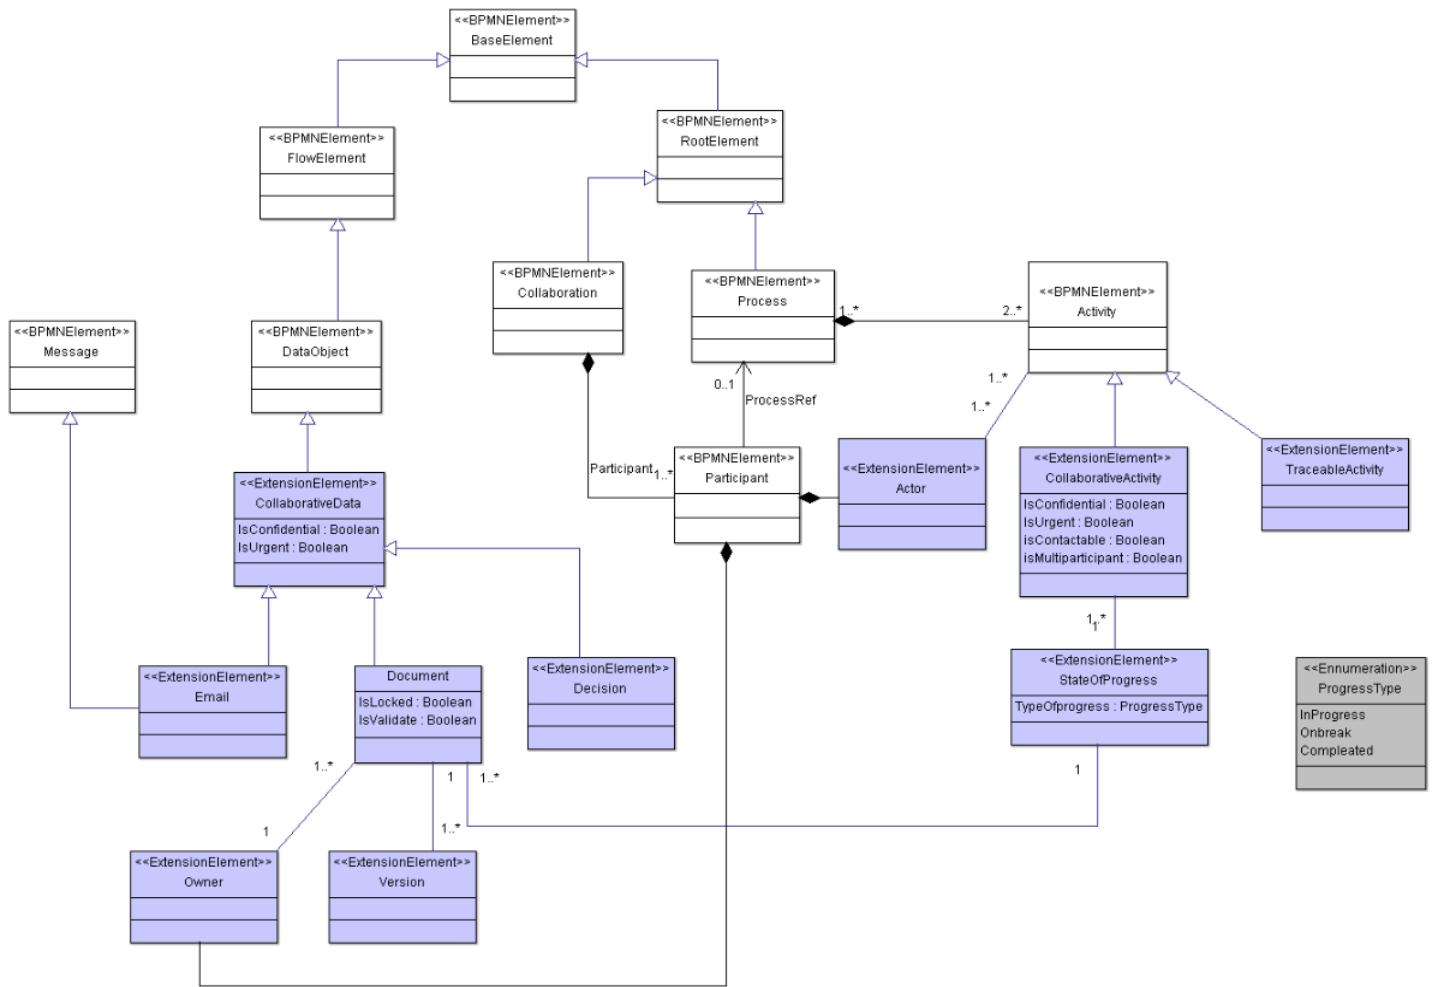 <<BPMNElement>>
BaseElement
<<BPMNElement>>
RootElement
<<BPMNElement>>
FlowElement
<<BPMNElement>>
Collaboration
<<BPMNElement>>
Process
1..*
2..*
<<BPMNElement>>
Activity
<<BPMNElement>>
Message
<<BPMNElement>>
DataObject
0..1
ProcessRef
1..*
1..*
<<BPMNElement>>
Participant
Participant
1..*
<<ExtensionElement>>
Actor
<<ExtensionElement>>
CollaborativeActivity
IsConfidential : Boolean
IsUrgent : Boolean
isContactable : Boolean
isMultiparticipant : Boolean
<<ExtensionElement>>
TraceableActivity
<<ExtensionElement>>
CollaborativeData
IsConfidential : Boolean
IsUrgent : Boolean
1..*
1
<<ExtensionElement>>
Email
Document
IsLocked : Boolean
IsValidate : Boolean
<<ExtensionElement>>
Decision
<<ExtensionElement>>
StateOfProgress
TypeOfprogress : ProgressType
<<Ennumeration>>
ProgressType
InProgress
Onbreak
Compleated
1..*
1
1..*
1
1
1..*
<<ExtensionElement>>
Owner
<<ExtensionElement>>
Version